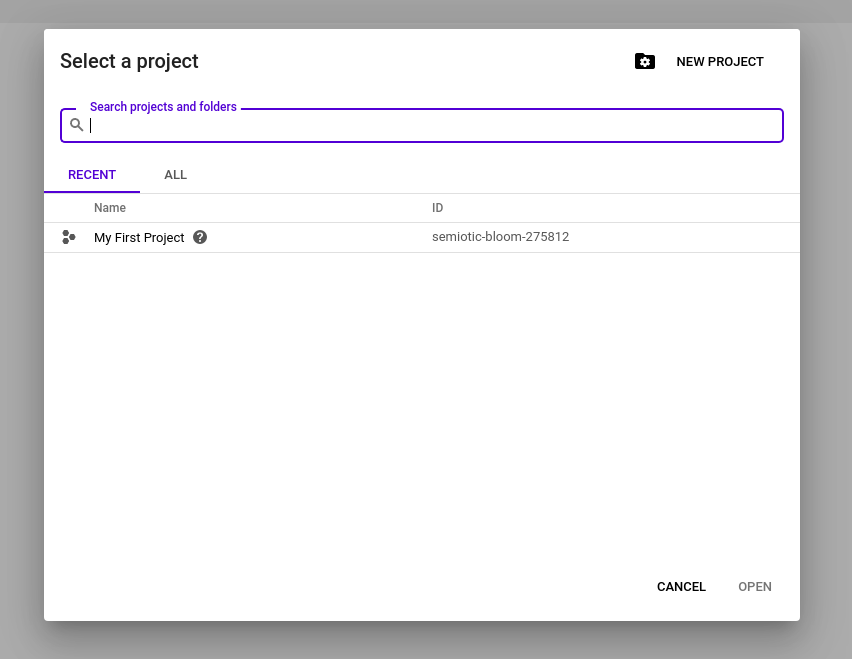 Select a project
NEW PROJECT
Search projects and folders
RECENT ALL
Name ID
My First Project ? semiotic-bloom-275812
CANCEL OPEN